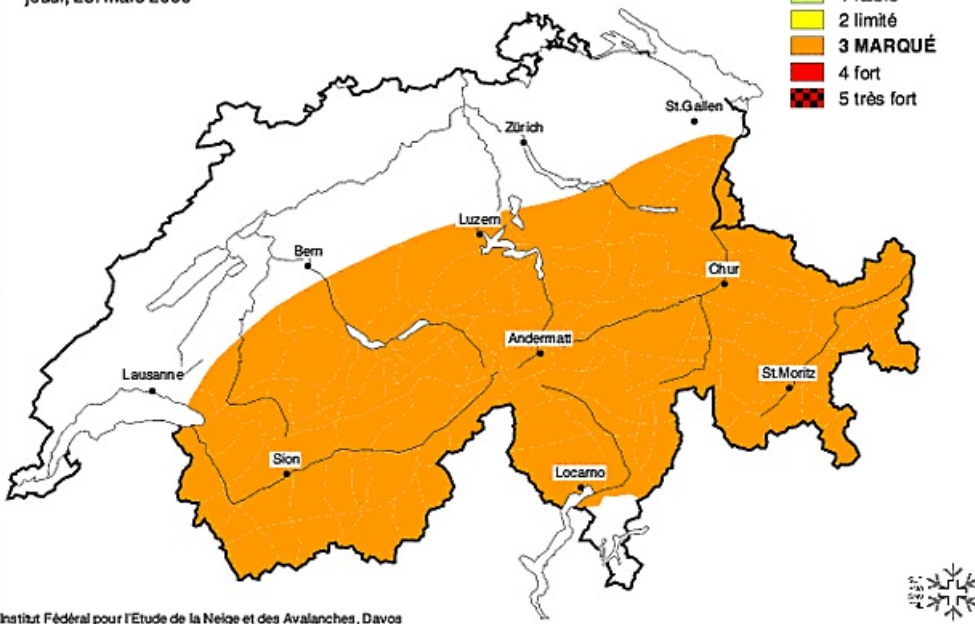 2 limité
3 MARQUÉ
4 fort
5 très fort
St.Gallen
Zürich
Luzern
Bern
Chur
Andermatt
Lausanne
St.Moritz
Sion
Locarno
Institut Fédéral pour l'Etude de la Neige et des Avalanches, Davos